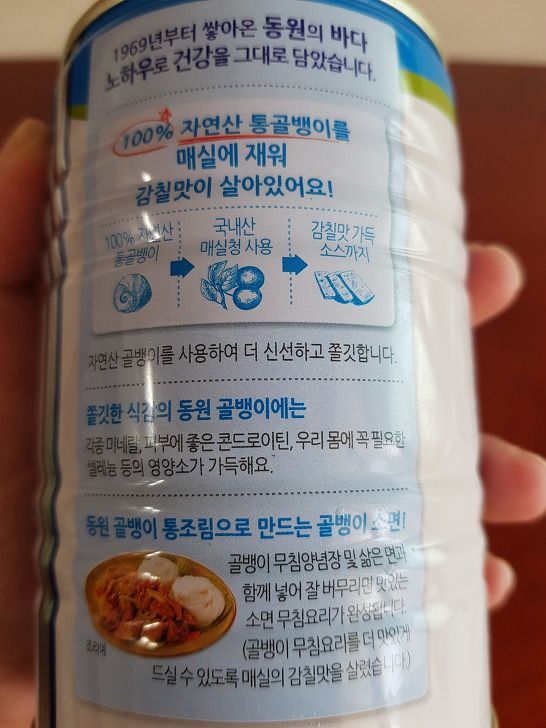 1969년부터 쌓아온 동원의 바다
노하우로 건강을 그대로 담았습니다.
100% 자연산 통골뱅이를
매실에 재워
감칠맛이 살아있어요!
100% 자연산
통골뱅이
국내산
매실청 사용
감칠맛 가득
소스까지
자연산 골뱅이를 사용하여 더 신선하고 쫄깃합니다.
쫄깃한 식감의 동원 골뱅이에는
각종 미네랄, 피부에 좋은 콘드로이틴, 우리 몸에 꼭 필요한
셀레늄 등의 영양소가 가득해요.
동원 골뱅이 통조림으로 만드는 골뱅이 소면!
골뱅이 무침양념장 및 삶은 면과
함께 넣어 잘 버무리면 맛있는
소면 무침요리가 완성됩니다.
(골뱅이 무침요리를 더 맛있게
드실 수 있도록 매실의 감칠맛을 살렸습니다.)
조리예